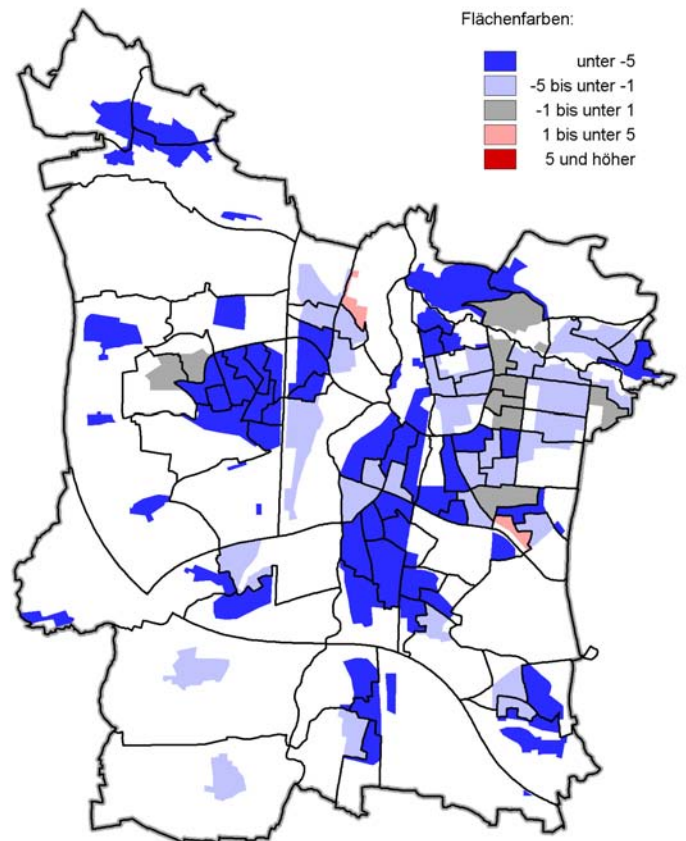 Flächenfarben:
unter -5
-5 bis unter -1
-1 bis unter 1
1 bis unter 5
5 und höher